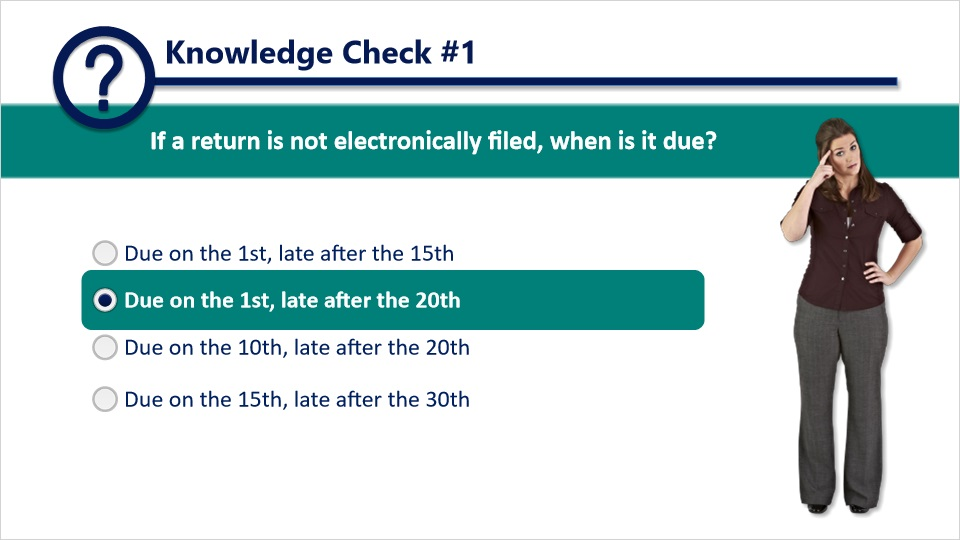 ?
Knowledge Check #1
If a return is not electronically filed, when is it due?
Due on the 1st, late after the 15th
Due on the 1st, late after the 20th
Due on the 10th, late after the 20th
Due on the 15th, late after the 30th